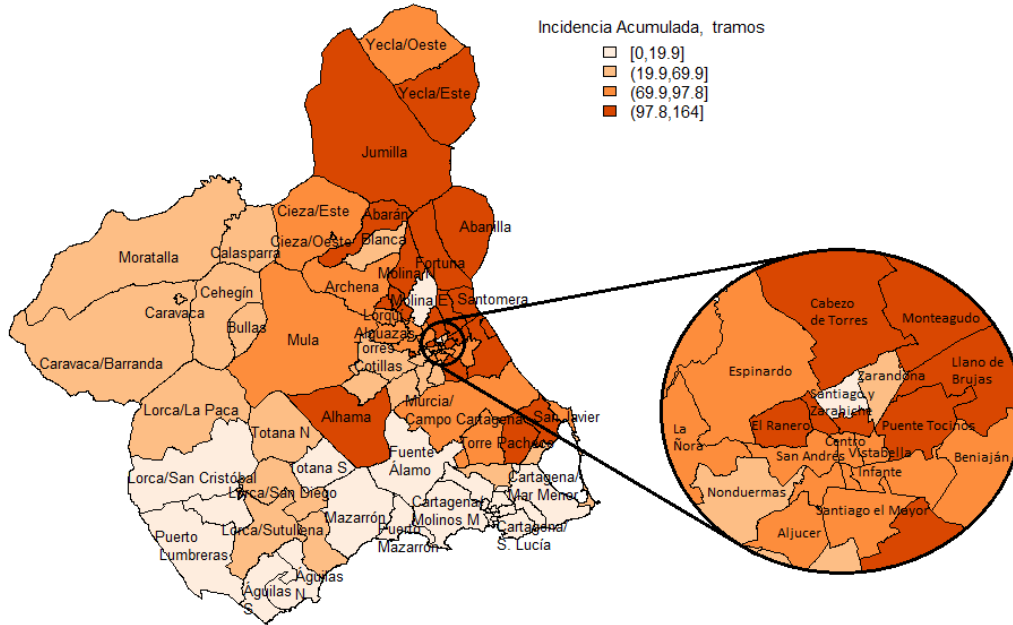 Incidencia Acumulada, tramos
[0,19.9]
(19.9,69.9]
(69.9,97.8]
(97.8,164]
Yecla/Oeste
Yecla/Este
Jumilla
Cieza/Este
Abarán
Abanilla
Cieza/Oeste
Blanca
Moratalla
Calasparra
Fortuna
Molina N
Cehegín
Archena
Molina E
Santomera
Caravaca
Lorquí
Bullas
Mula
Alguazas
Torres
Cotillas
Caravaca/Barranda
Lorca/La Paca
Alhama
Murcia/
Campo Cartagena
San Javier
Totana N
Torre Pacheco
Fuente
Álamo
Totana S
Lorca/San Cristóbal
Cartagena/
Mar Menor
Lorca/San Diego
Cartagena/
Molinos M
Mazarrón
Lorca/Sutullena
Puerto
Lumbreras
Puerto
Mazarrón
Cartagena/
S. Lucía
Águilas
N
Águilas
S
Cabezo
de Torres
Monteagudo
Espinardo
Zarandona
Llano de
Brujas
Santiago y
Zaraiche
El Ranero
Puente Tocinos
La
Ñora
Centro
San Andrés
Vistabella
Beniaján
Infante
Nonduermas
Santiago el Mayor
Aljucer